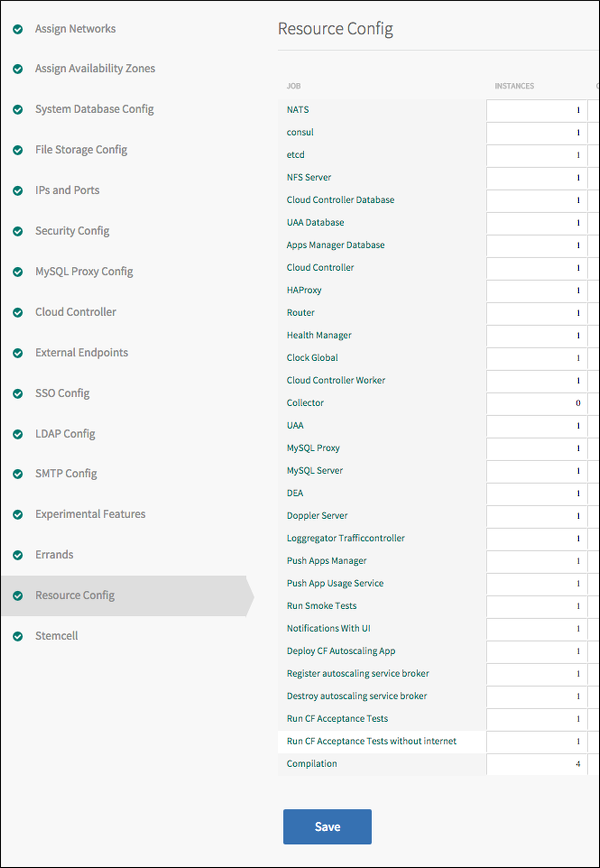 Assign Networks
Assign Availability Zones
System Database Config
File Storage Config
IPs and Ports
Security Config
MySQL Proxy Config
Cloud Controller
External Endpoints
SSO Config
LDAP Config
SMTP Config
Experimental Features
Errands
Resource Config
Stemcell
Resource Config
JOB INSTANCES
NATS 1
consul 1
etcd 1
NFS Server 1
Cloud Controller Database 1
UAA Database 1
Apps Manager Database 1
Cloud Controller 1
HAProxy 1
Router 1
Health Manager 1
Clock Global 1
Cloud Controller Worker 1
Collector 0
UAA 1
MySQL Proxy 1
MySQL Server 1
DEA 1
Doppler Server 1
Loggregator Trafficcontroller 1
Push Apps Manager 1
Push App Usage Service 1
Run Smoke Tests 1
Notifications With UI 1
Deploy CF Autoscaling App 1
Register autoscaling service broker 1
Destroy autoscaling service broker 1
Run CF Acceptance Tests 1
Run CF Acceptance Tests without internet 1
Compilation 4
Save